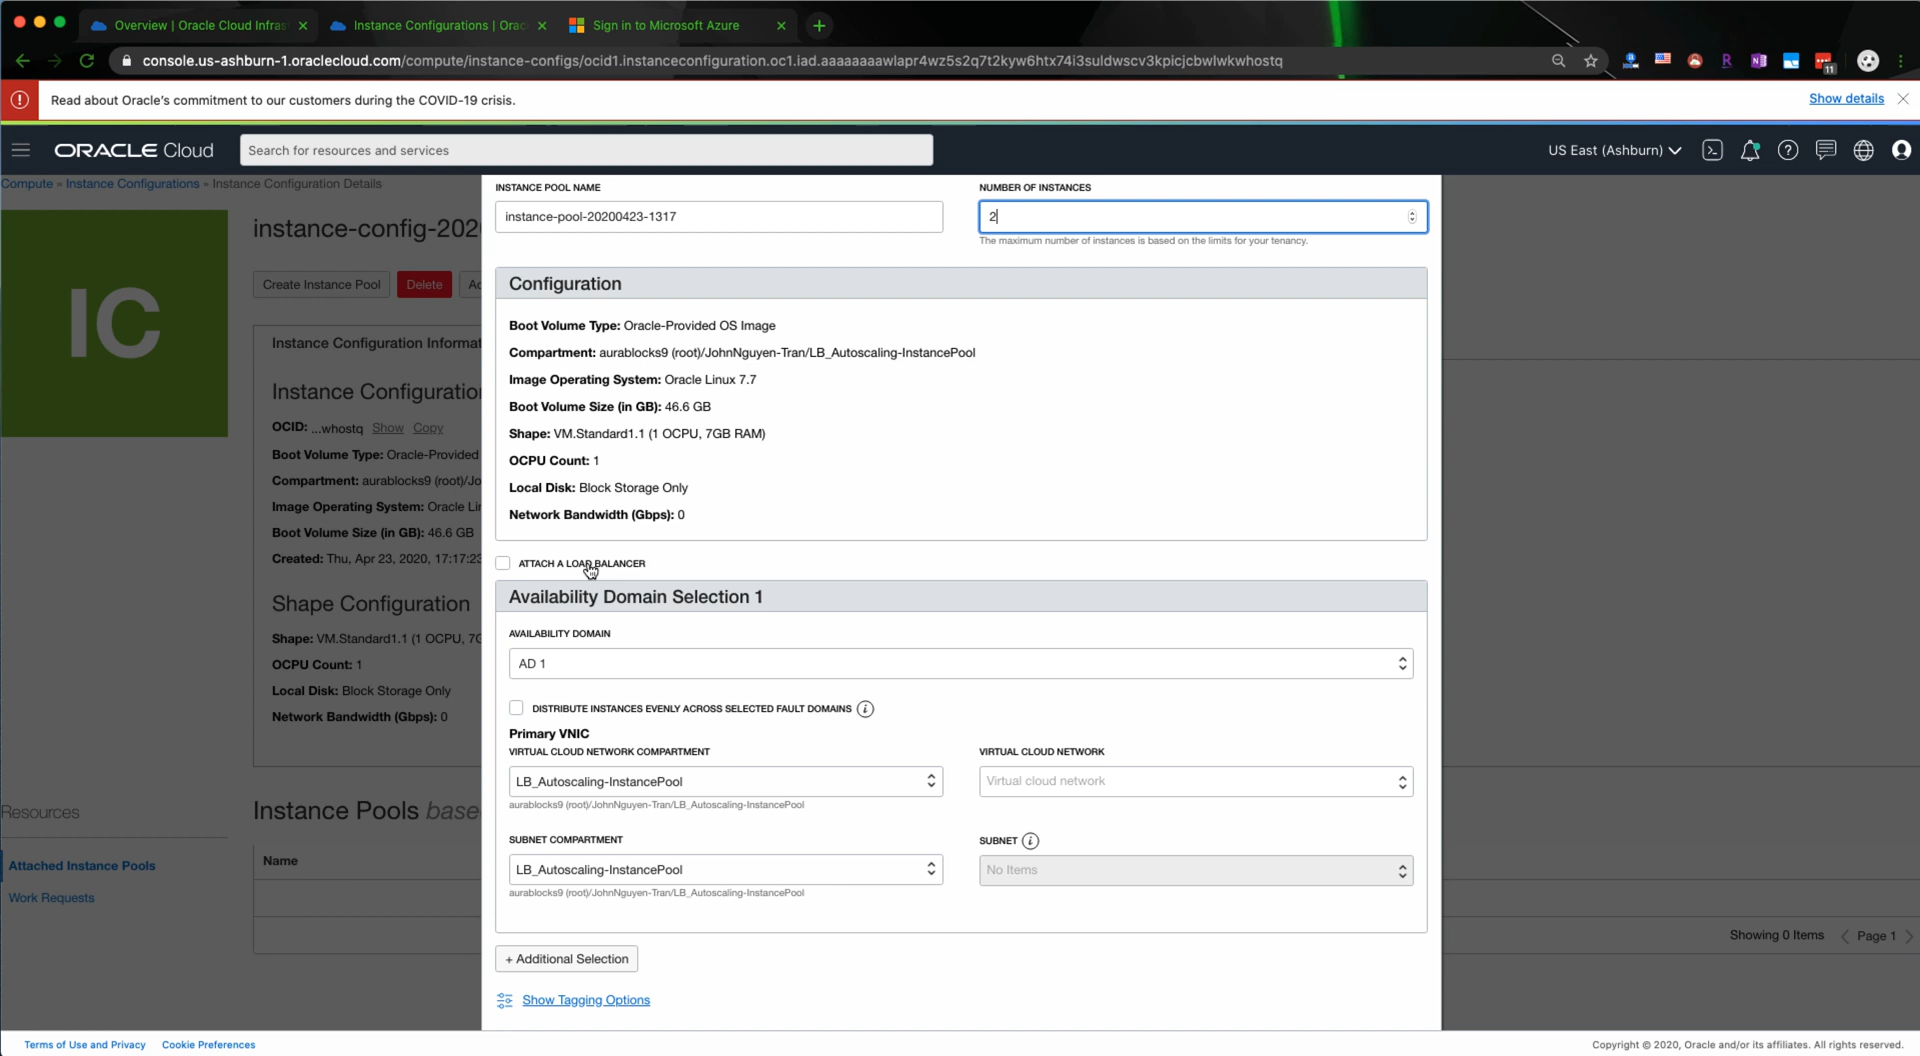 Overview | Oracle Cloud Infras
Instance Configurations | Orac
Sign in to Microsoft Azure
console.us-ashburn-1.oraclecloud.com/compute/instance-configs/ocid1.instanceconfiguration.oc1.iad.aaaaaaaawlapr4wz5s2q7t2kyw6htx74i3suldwscv3kpicjcbwlwkwhostq
11
Read about Oracle's commitment to our customers during the COVID-19 crisis.
Show details
ORACLE Cloud
Search for resources and services
US East (Ashburn)
Compute » Instance Configurations » Instance Configuration Details
IC
instance-config-202
Create Instance Pool
Delete
Ad
Instance Configuration Informat
Instance Configuration
OCID: ...whostq Show Copy
Boot Volume Type: Oracle-Provided
Compartment: aurablocks9 (root)/Jo
Image Operating System: Oracle Lin
Boot Volume Size (in GB): 46.6 GB
Created: Thu, Apr 23, 2020, 17:17:23
Shape Configuration
Shape: VM.Standard1.1 (1 OCPU, 7G
OCPU Count: 1
Local Disk: Block Storage Only
Network Bandwidth (Gbps): 0
Resources
Attached Instance Pools
Work Requests
Instance Pools base
Name
INSTANCE POOL NAME
instance-pool-20200423-1317
NUMBER OF INSTANCES
2
The maximum number of instances is based on the limits for your tenancy.
Configuration
Boot Volume Type: Oracle-Provided OS Image
Compartment: aurablocks9 (root)/JohnNguyen-Tran/LB_Autoscaling-InstancePool
Image Operating System: Oracle Linux 7.7
Boot Volume Size (in GB): 46.6 GB
Shape: VM.Standard1.1 (1 OCPU, 7GB RAM)
OCPU Count: 1
Local Disk: Block Storage Only
Network Bandwidth (Gbps): 0
ATTACH A LOAD BALANCER
Availability Domain Selection 1
AVAILABILITY DOMAIN
AD 1
DISTRIBUTE INSTANCES EVENLY ACROSS SELECTED FAULT DOMAINS
Primary VNIC
VIRTUAL CLOUD NETWORK COMPARTMENT
LB_Autoscaling-InstancePool
aurablocks9 (root)/JohnNguyen-Tran/LB_Autoscaling-InstancePool
VIRTUAL CLOUD NETWORK
Virtual cloud network
SUBNET COMPARTMENT
LB_Autoscaling-InstancePool
aurablocks9 (root)/JohnNguyen-Tran/LB_Autoscaling-InstancePool
SUBNET
No Items
+ Additional Selection
Show Tagging Options
Showing 0 Items
Page 1
Terms of Use and Privacy
Cookie Preferences
Copyright © 2020, Oracle and/or its affiliates. All rights reserved.